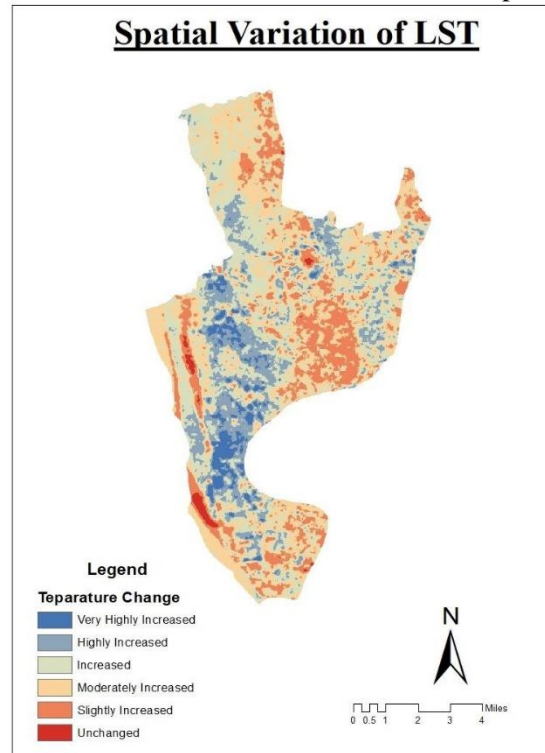 Spatial Variation of LST
Legend
Teparature Change
Very Highly Increased
Highly Increased
Increased
Moderately Increased
Slightly Increased
Unchanged
N
Miles
0 0.5 1 2 3 4